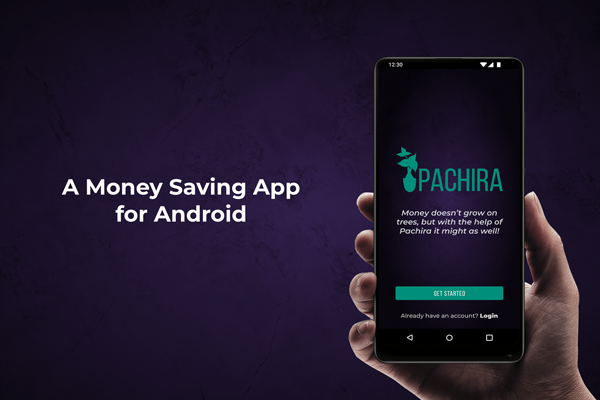 A Money Saving App
for Android
12:30
PACHIRA
Money doesn't grow on
trees, but with the help of
Pachira it might as well!
GET STARTED
Already have an account? Login